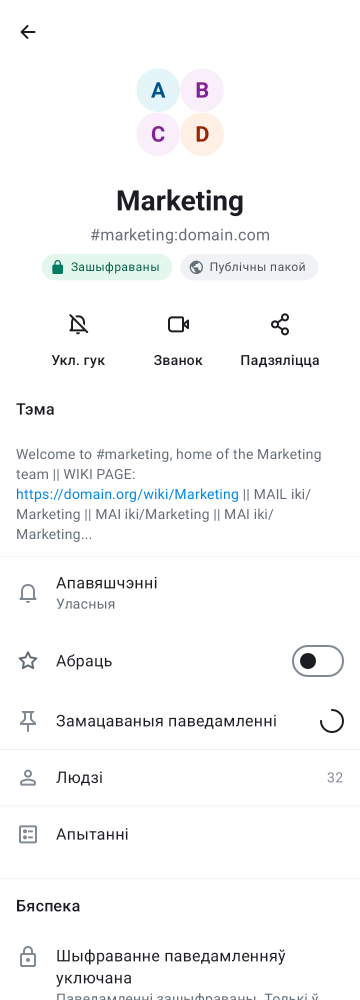 A B
C D
Marketing
#marketing:domain.com
Зашыфраваны Публічны пакой
Укл. гук Званок Падзяліцца
Тэма
Welcome to #marketing, home of the Marketing
team || WIKI PAGE:
https://domain.org/wiki/Marketing || MAIL iki/
Marketing || MAI iki/Marketing || MAI iki/
Marketing...
Апавяшчэнні
Уласныя
Абраць
Замацаваныя паведамленні
Людзі 32
Апытанні
Бяспека
Шыфраванне паведамленняў
уключана
Паведамленні зашыфраваны. Толькі ў